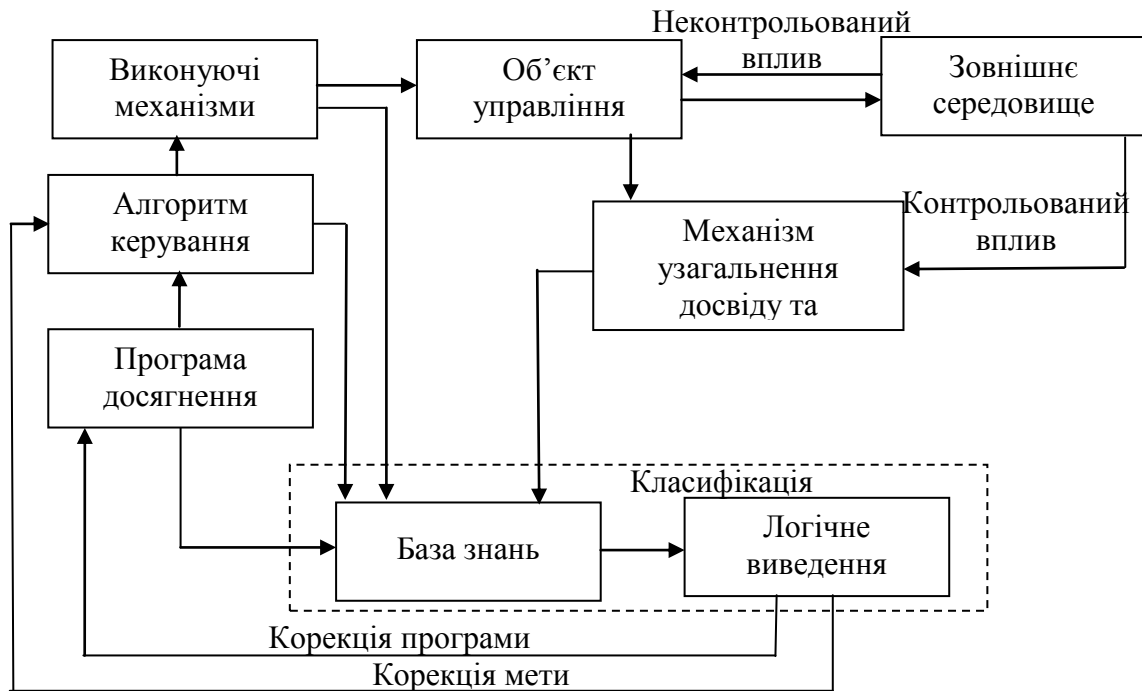 Неконтрольований
вплив
Виконуючі
механізми
Об’єкт
управління
Зовнішнє
середовище
Алгоритм
керування
Механізм
узагальнення
досвіду та
Контрольований
вплив
Програма
досягнення
Класифікація
База знань
Логічне
виведення
Корекція програми
Корекція мети